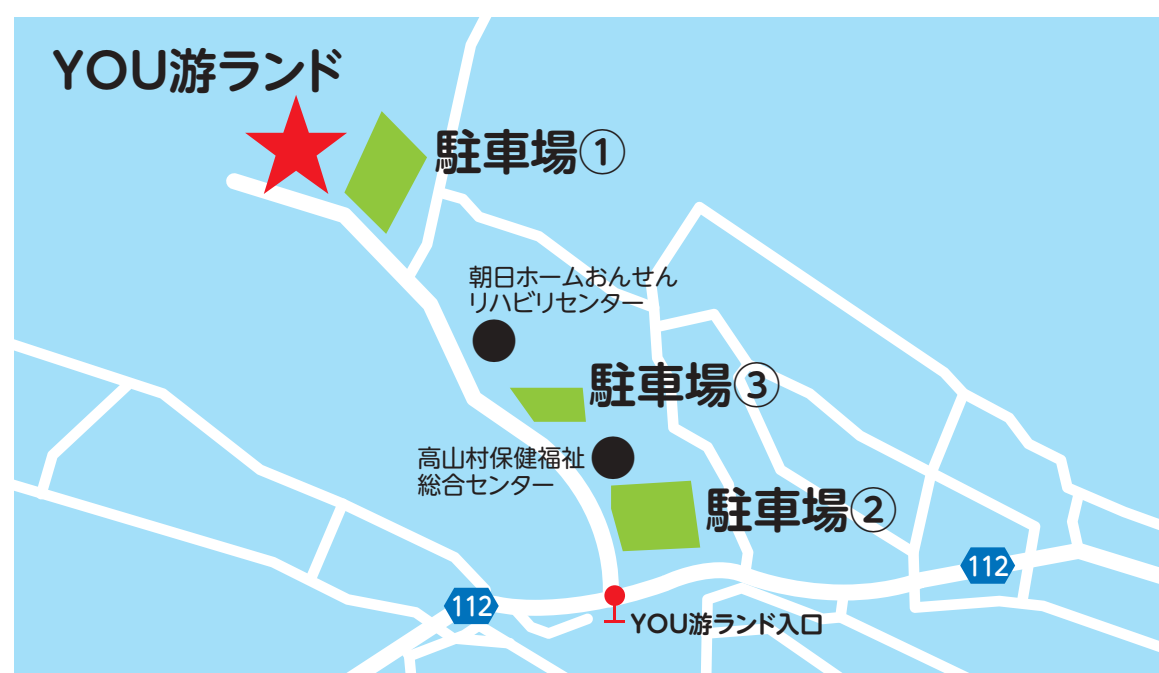 YOU游ランド
駐車場①
朝日ホームおんせん
リハビリセンター
駐車場③
高山村保健福祉
総合センター
駐車場②
112
112
YOU游ランド入口